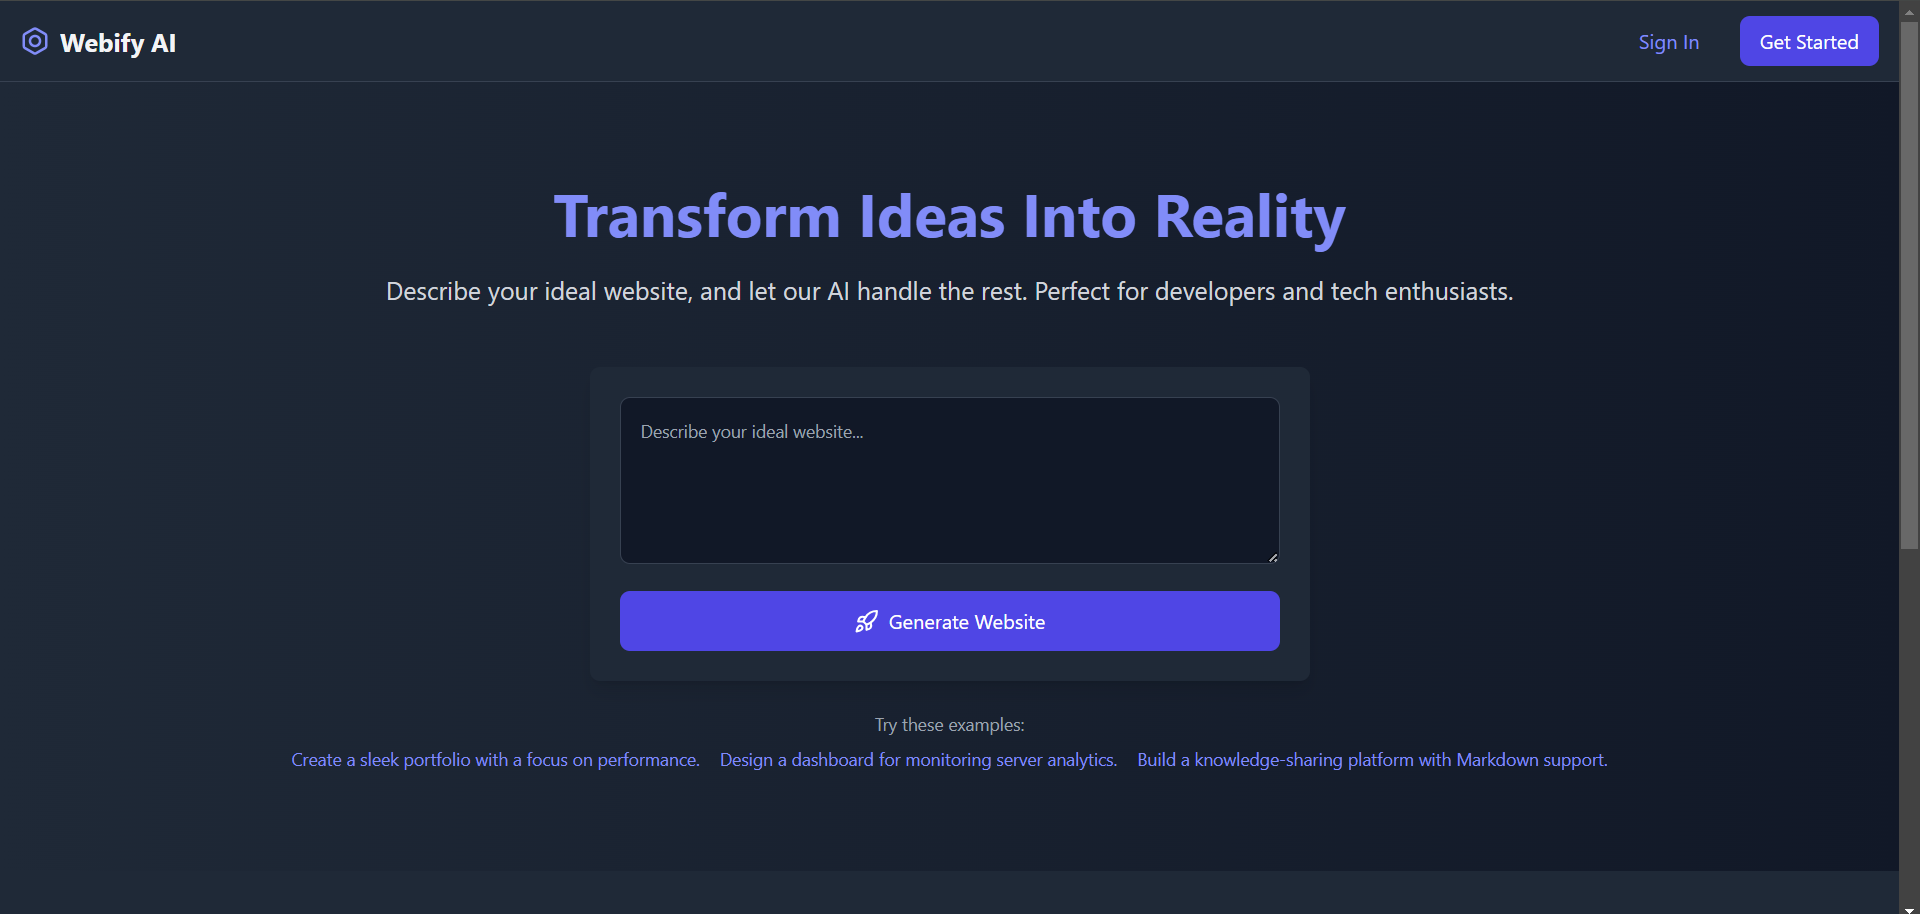 Webify AI
Sign In
Get Started
Transform Ideas Into Reality
Describe your ideal website, and let our AI handle the rest. Perfect for developers and tech enthusiasts.
Describe your ideal website...
Generate Website
Try these examples:
Create a sleek portfolio with a focus on performance. Design a dashboard for monitoring server analytics. Build a knowledge-sharing platform with Markdown support.